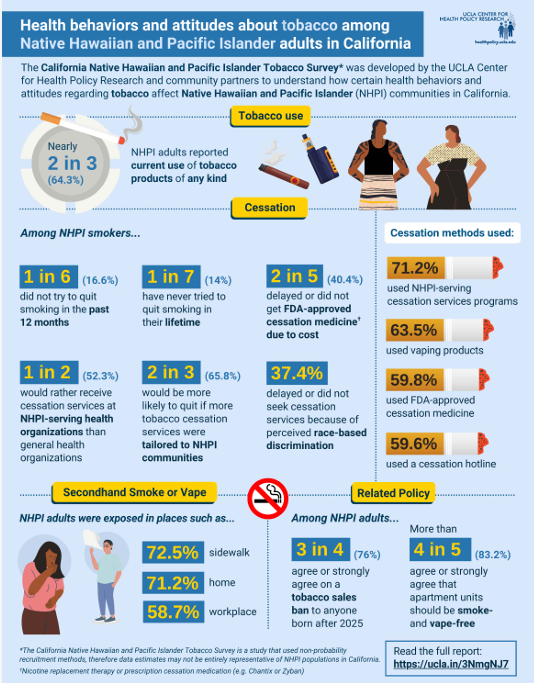 Health behaviors and attitudes about tobacco among
Native Hawaiian and Pacific Islander adults in California
UCLA CENTER FOR
HEALTH POLICY RESEARCH
healthpolicy.ucla.edu
The California Native Hawaiian and Pacific Islander Tobacco Survey* was developed by the UCLA Center
for Health Policy Research and community partners to understand how certain health behaviors and
attitudes regarding tobacco affect Native Hawaiian and Pacific Islander (NHPI) communities in California.
Tobacco use
Nearly
2 in 3
(64.3%)
NHPI adults reported
current use of tobacco
products of any kind
Cessation
Among NHPI smokers...
1 in 6 (16.6%)
did not try to quit
smoking in the past
12 months
1 in 7 (14%)
have never tried to
quit smoking in
their lifetime
2 in 5 (40.4%)
delayed or did not
get FDA-approved
cessation medicine†
due to cost
1 in 2 (52.3%)
would rather receive
cessation services at
NHPI-serving health
organizations than
general health
organizations
2 in 3 (65.8%)
would be more
likely to quit if more
tobacco cessation
services were
tailored to NHPI
communities
37.4%
delayed or did not
seek cessation
services because of
perceived race-based
discrimination
Cessation methods used:
71.2%
used NHPI-serving
cessation services programs
63.5%
used vaping products
59.8%
used FDA-approved
cessation medicine
59.6%
used a cessation hotline
Secondhand Smoke or Vape
NHPI adults were exposed in places such as...
72.5% sidewalk
71.2% home
58.7% workplace
Related Policy
Among NHPI adults...
3 in 4 (76%)
agree or strongly
agree on a
tobacco sales
ban to anyone
born after 2025
More than
4 in 5 (83.2%)
agree or strongly
agree that
apartment units
should be smoke-
and vape-free
*The California Native Hawaiian and Pacific Islander Tobacco Survey is a study that used non-probability
recruitment methods, therefore data estimates may not be entirely representative of NHPI populations in California.
†Nicotine replacement therapy or prescription cessation medication (e.g. Chantix or Zyban)
Read the full report:
https://ucla.in/3NmgNJ7